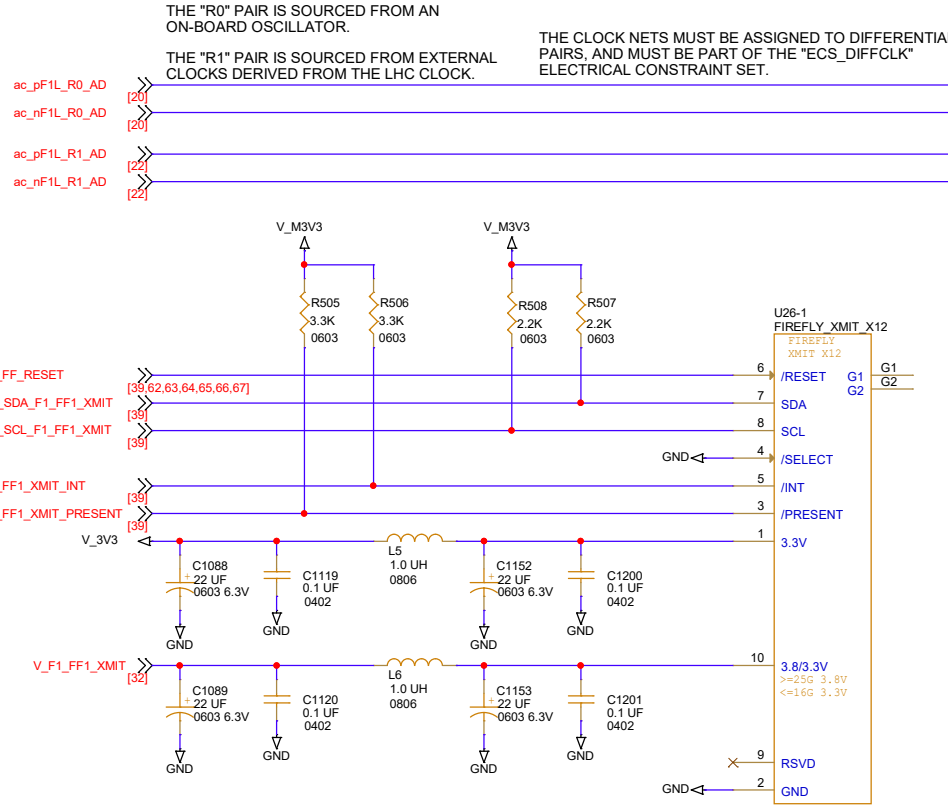 THE "R0" PAIR IS SOURCED FROM AN
ON-BOARD OSCILLATOR.
THE "R1" PAIR IS SOURCED FROM EXTERNAL
CLOCKS DERIVED FROM THE LHC CLOCK.
THE CLOCK NETS MUST BE ASSIGNED TO DIFFERENTIAL
PAIRS, AND MUST BE PART OF THE "ECS_DIFFCLK"
ELECTRICAL CONSTRAINT SET.
ac_pF1L_R0_AD
[20]
ac_nF1L_R0_AD
[20]
ac_pF1L_R1_AD
[22]
ac_nF1L_R1_AD
[22]
V_M3V3
V_M3V3
R505
3.3K
0603
R506
3.3K
0603
R508
2.2K
0603
R507
2.2K
0603
U26-1
FIREFLY_XMIT_X12
FIREFLY
XMIT X12
_FF_RESET
[39,62,63,64,65,66,67]
6
/RESET
G1
G1
G2
G2
_SDA_F1_FF1_XMIT
[39]
7
SDA
_SCL_F1_FF1_XMIT
[39]
8
SCL
GND
4
/SELECT
_FF1_XMIT_INT
[39]
5
/INT
_FF1_XMIT_PRESENT
[39]
3
/PRESENT
V_3V3
1
3.3V
L5
1.0 UH
0806
C1088
22 UF
0603 6.3V
+
GND
C1119
0.1 UF
0402
GND
C1152
22 UF
0603 6.3V
+
GND
C1200
0.1 UF
0402
GND
V_F1_FF1_XMIT
[32]
10
3.8/3.3V
>=25G 3.8V
<=16G 3.3V
L6
1.0 UH
0806
C1089
22 UF
0603 6.3V
+
GND
C1120
0.1 UF
0402
GND
C1153
22 UF
0603 6.3V
+
GND
C1201
0.1 UF
0402
GND
9
RSVD
GND
2
GND